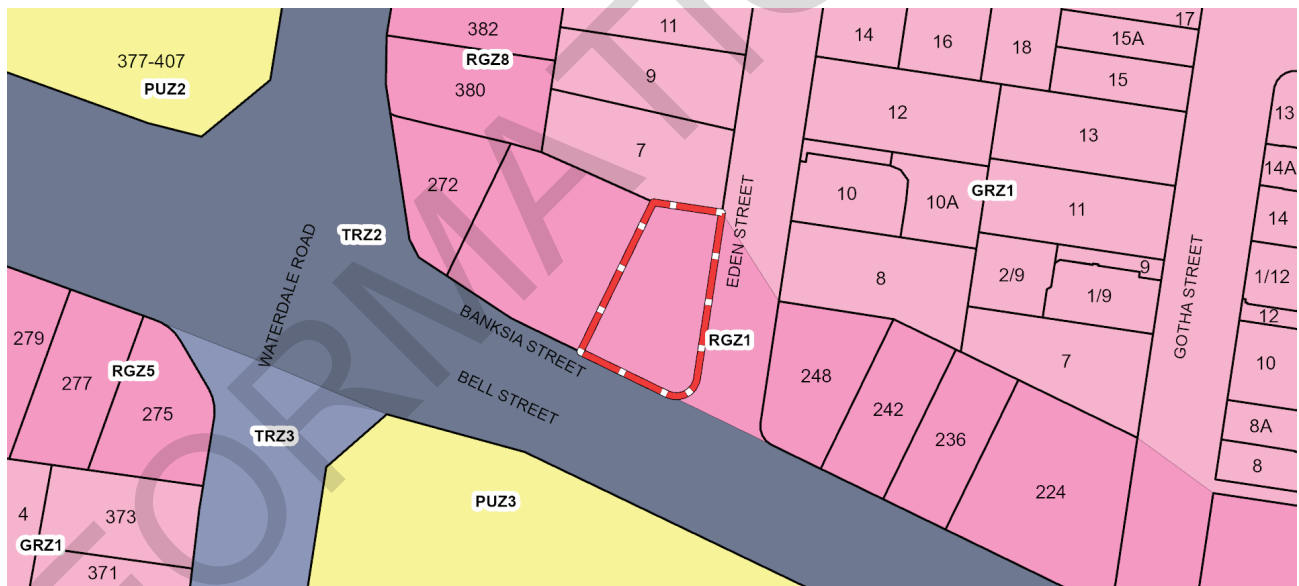 377-407
PUZ2
382
RGZ8
380
11
9
7
14
16
18
17
15A
15
12
13
13
14A
14
1/12
12
10
8A
8
272
TRZ2
WATERDALE ROAD
BANKSIA STREET
BELL STREET
EDEN STREET
RGZ1
10
10A
GRZ1
11
8
2/9
9
1/9
7
GOTHA STREET
248
242
236
224
279
277
RGZ5
275
TRZ3
PUZ3
4
373
GRZ1
371
ORMATIO